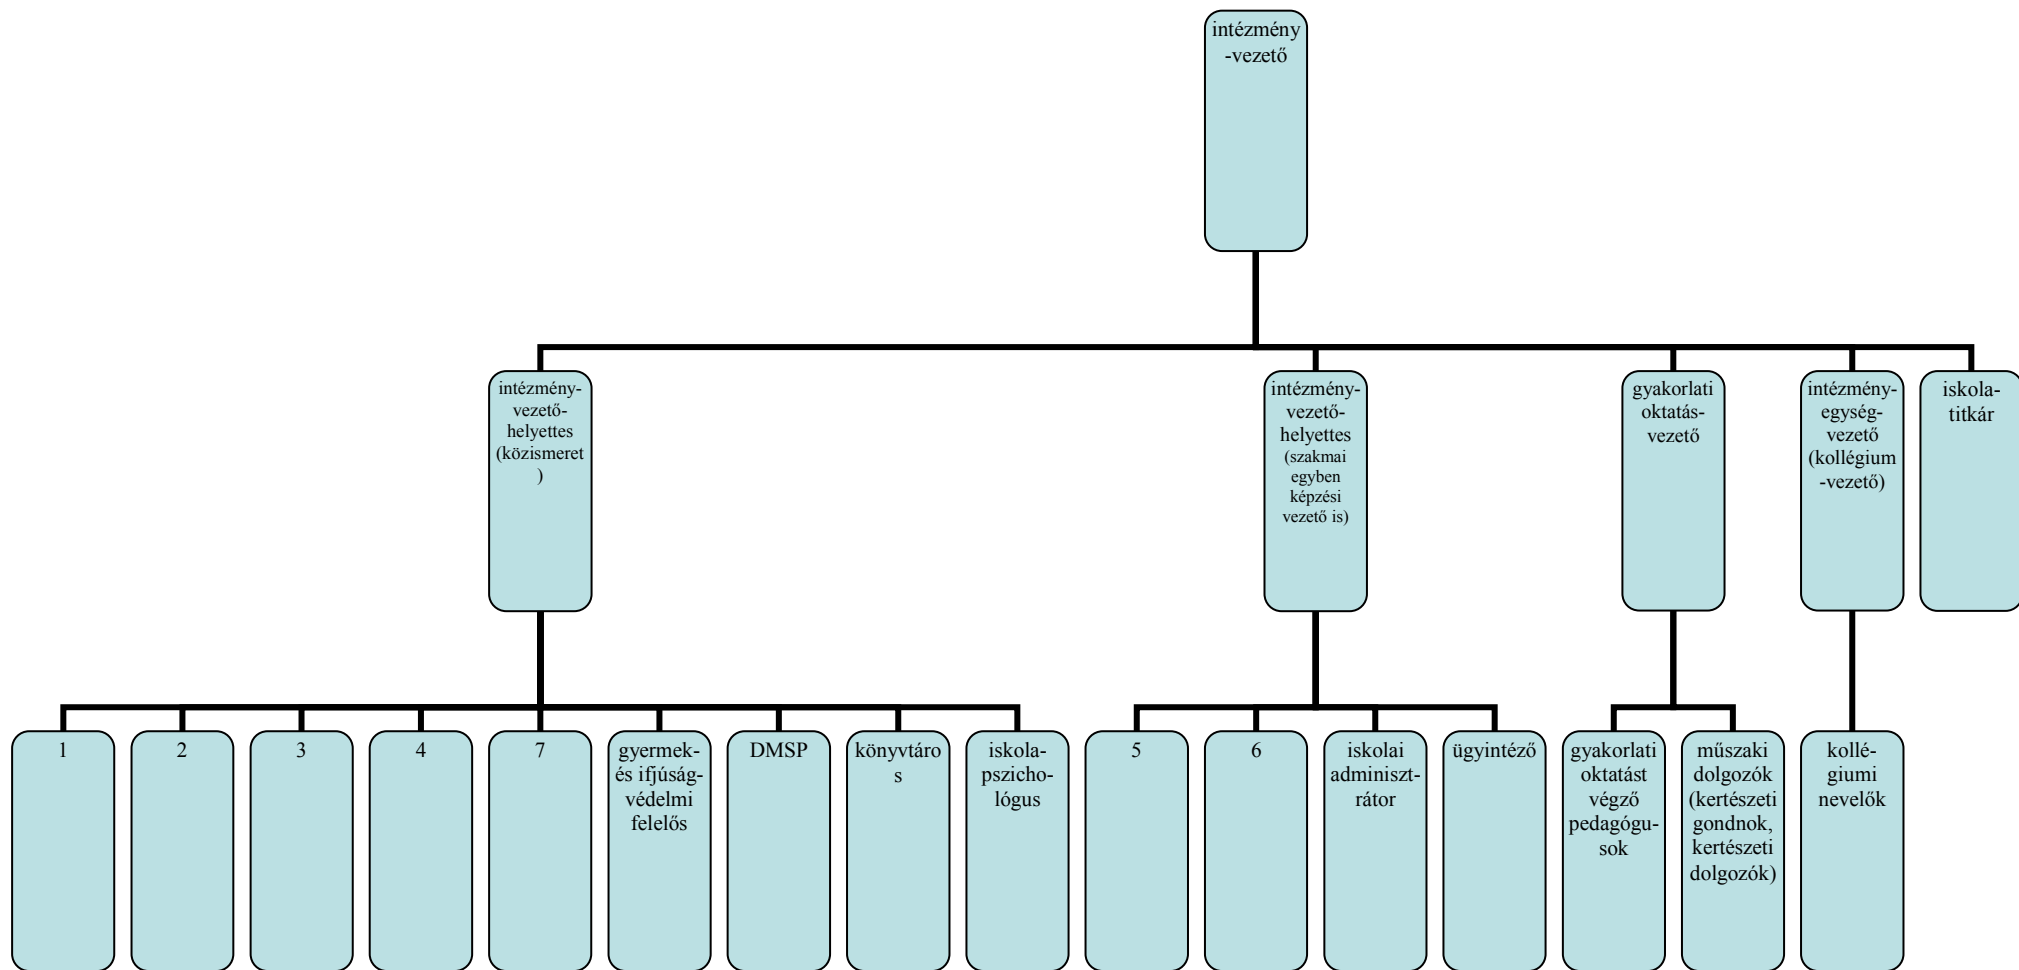 intézmény
-vezető
intézmény-
vezető-
helyettes
(közismeret
)
intézmény-
vezető-
helyettes
(szakmai
egyben
képzési
vezető is)
gyakorlati
oktatás-
vezető
intézmény-
egység-
vezető
(kollégium
-vezető)
iskola-
titkár
1
2
3
4
7
gyermek-
és ifjúság-
védelmi
felelős
DMSP
könyvtáro
s
iskola-
pszicho-
lógus
5
6
iskolai
adminiszt-
rátor
ügyintéző
gyakorlati
oktatást
végző
pedagógu-
sok
műszaki
dolgozók
(kertészeti
gondnok,
kertészeti
dolgozók)
kollé-
giumi
nevelők